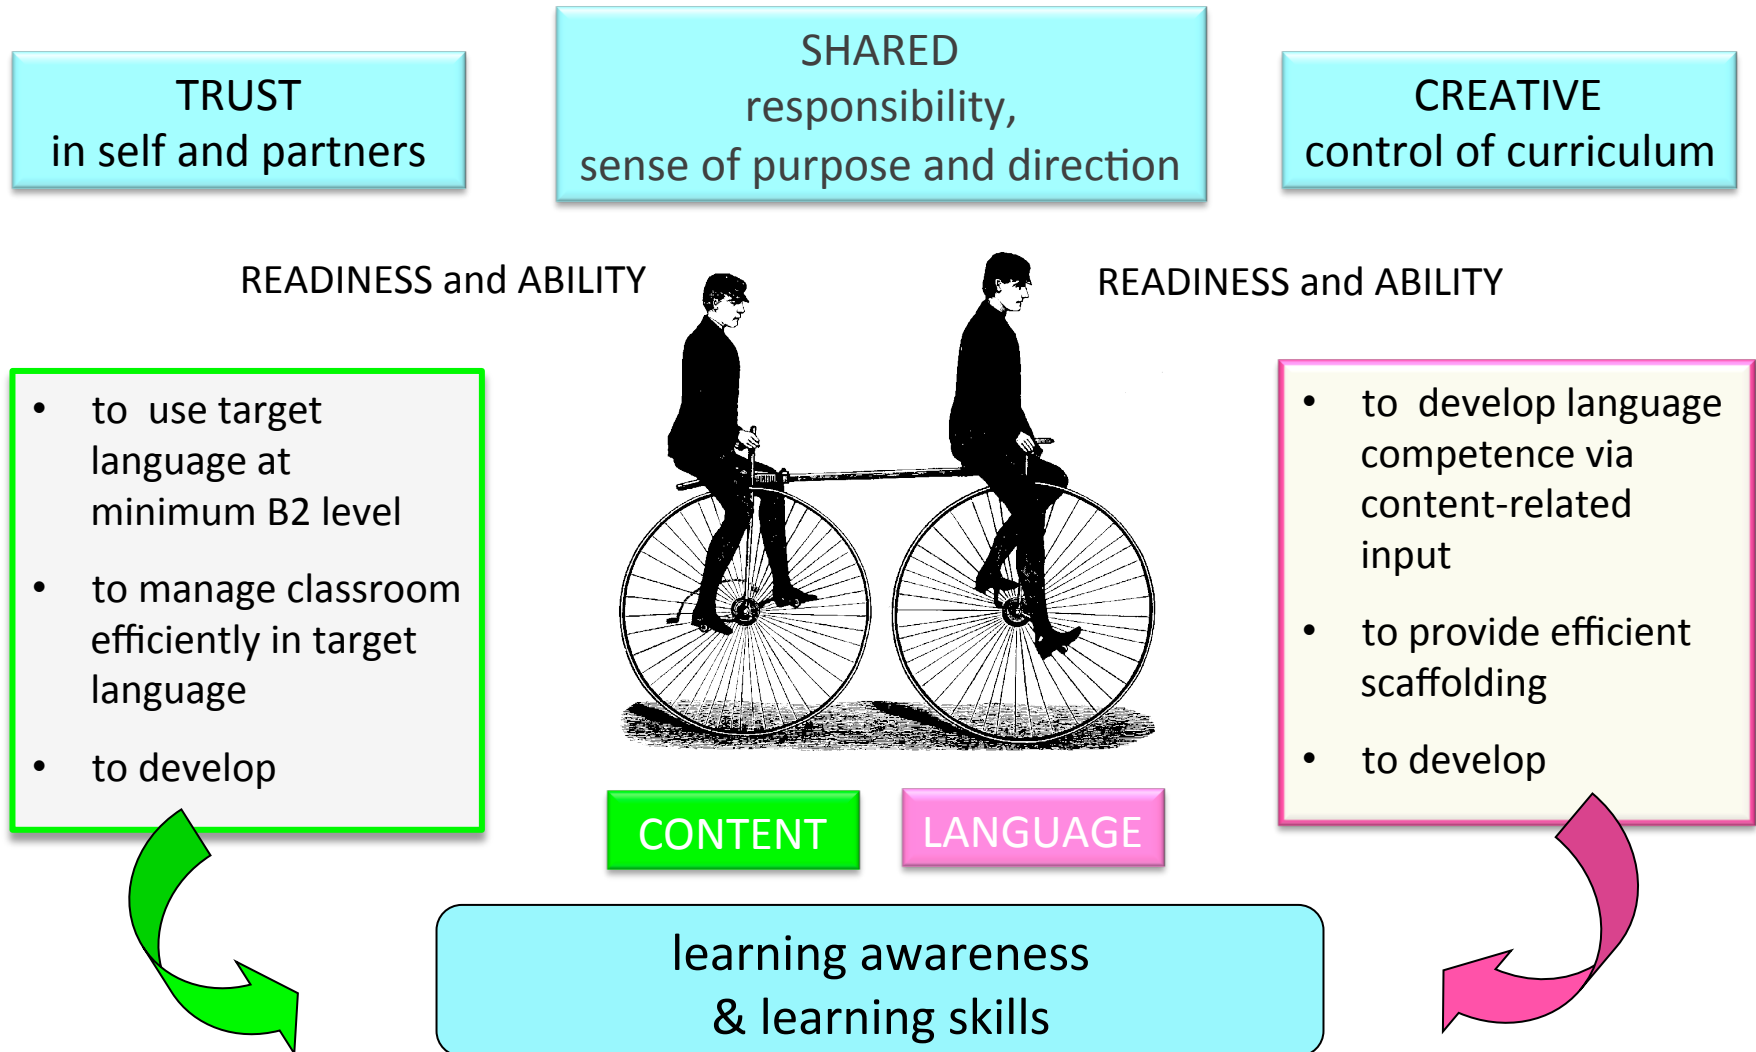 TRUST
in self and partners
SHARED
responsibility,
sense of purpose and direction
CREATIVE
control of curriculum
READINESS and ABILITY
READINESS and ABILITY
• to use target
language at
minimum B2 level
• to manage classroom
efficiently in target
language
• to develop
• to develop language
competence via
content-related
input
• to provide efficient
scaffolding
• to develop
CONTENT
LANGUAGE
learning awareness
& learning skills